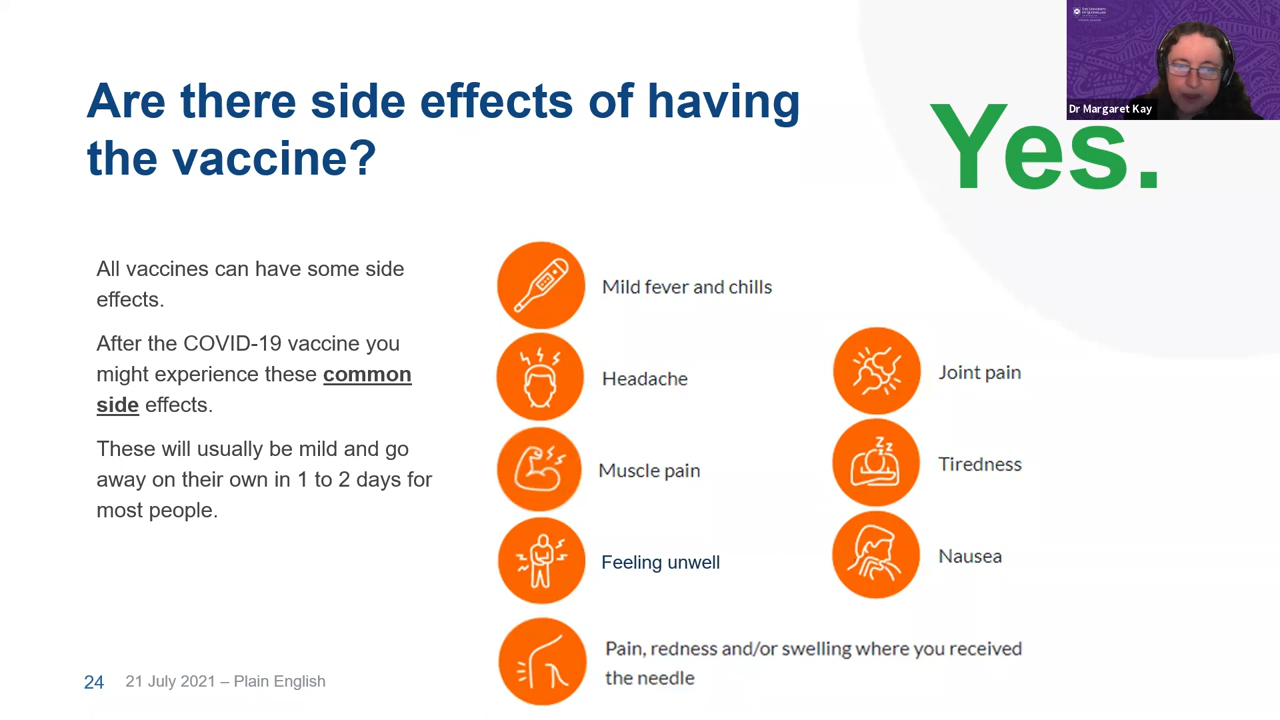 Are there side effects of having
the vaccine?
Yes.
THE UNIVERSITY
OF QUEENSLAND
Dr Margaret Kay
All vaccines can have some side
effects.
After the COVID-19 vaccine you
might experience these common
side effects.
These will usually be mild and go
away on their own in 1 to 2 days for
most people.
Mild fever and chills
Headache
Muscle pain
Feeling unwell
Joint pain
Z Z Z
Tiredness
Nausea
Pain, redness and/or swelling where you received
the needle
24 21 July 2021 – Plain English